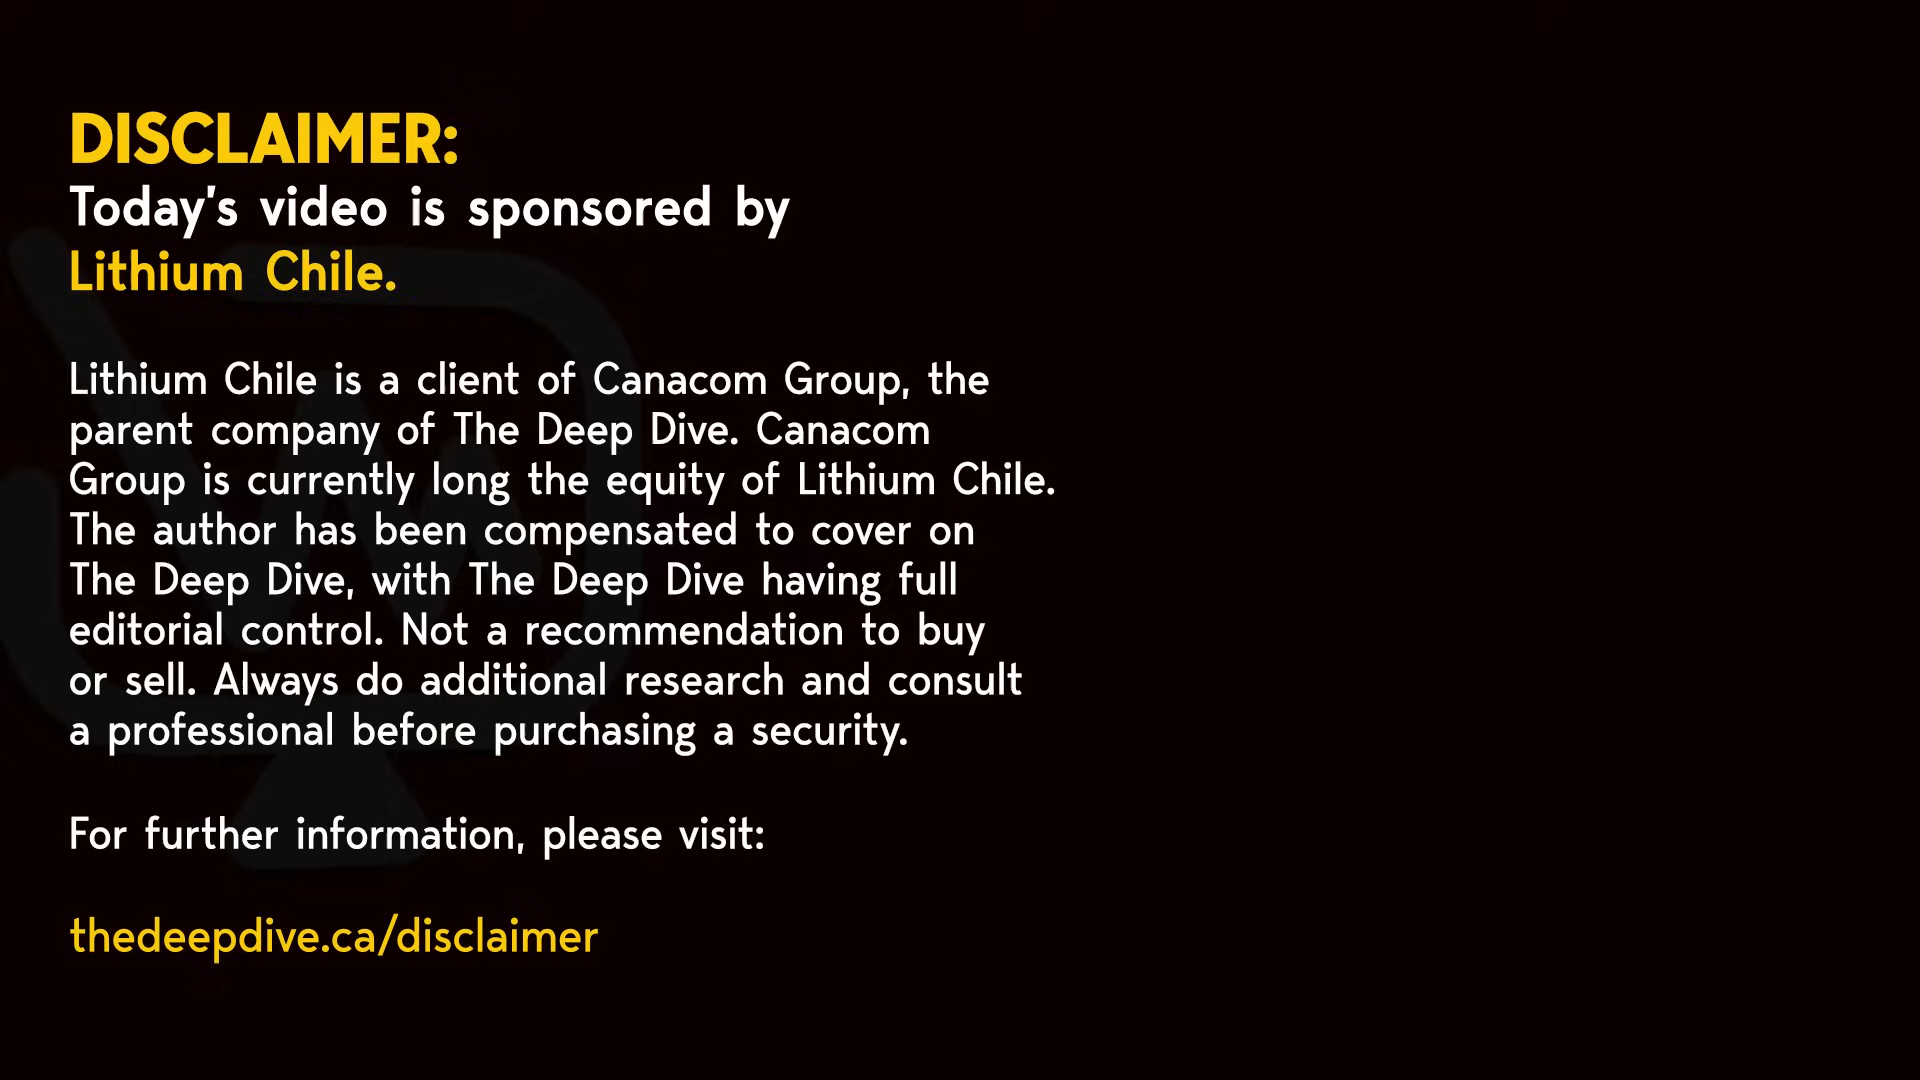 DISCLAIMER:
Today's video is sponsored by
Lithium Chile.
Lithium Chile is a client of Canacom Group, the
parent company of The Deep Dive. Canacom
Group is currently long the equity of Lithium Chile.
The author has been compensated to cover on
The Deep Dive, with The Deep Dive having full
editorial control. Not a recommendation to buy
or sell. Always do additional research and consult
a professional before purchasing a security.
For further information, please visit:
thedeepdive.ca/disclaimer